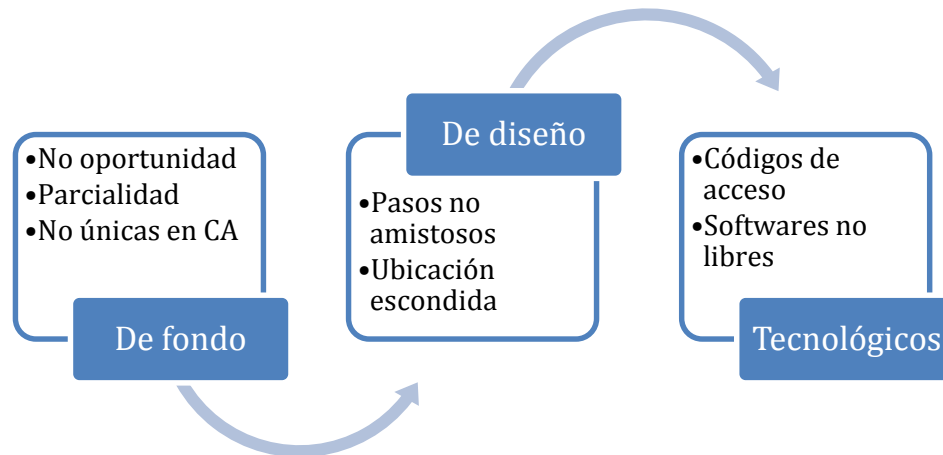 •No oportunidad
•Parcialidad
•No únicas en CA
De fondo
De diseño
•Pasos no
amistosos
•Ubicación
escondida
•Códigos de
acceso
•Softwares no
libres
Tecnológicos